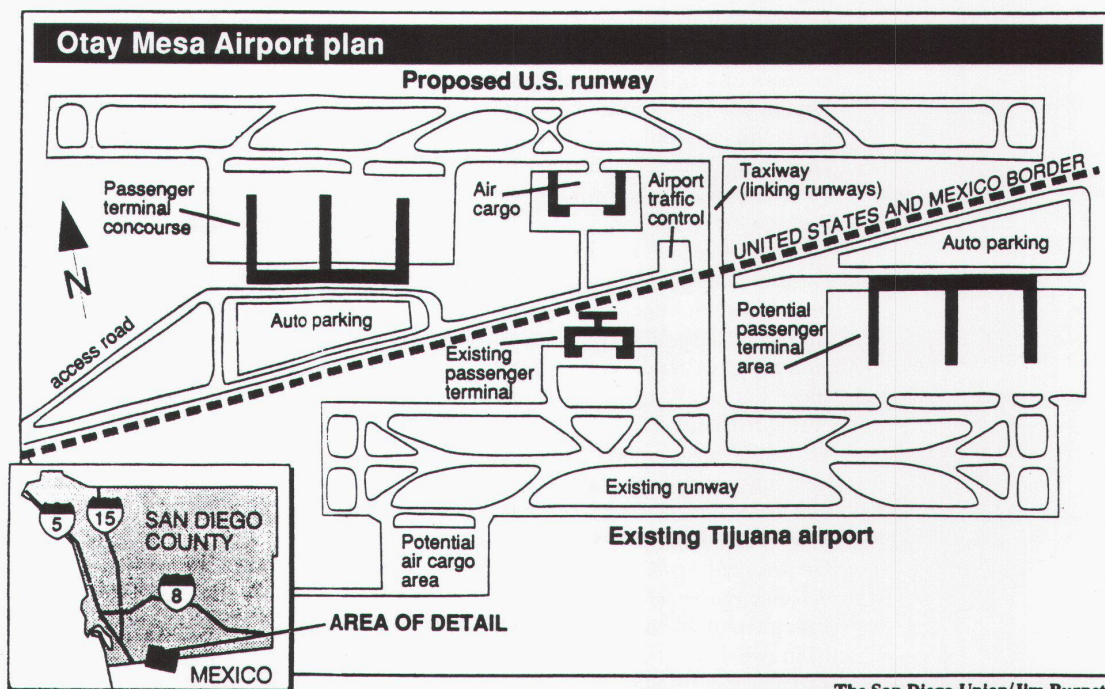 Otay Mesa Airport plan
Proposed U.S. runway
Passenger
terminal
concourse
Air
cargo
Airport
traffic
control
Taxiway
(linking runways)
UNITED STATES AND MEXICO BORDER
Auto parking
N
access road
Auto parking
Existing
passenger
terminal
Potential
passenger
terminal
area
Existing runway
Existing Tijuana airport
Potential
air cargo
area
5
15
SAN DIEGO
COUNTY
8
AREA OF DETAIL
MEXICO
The San Diego Union/Jim